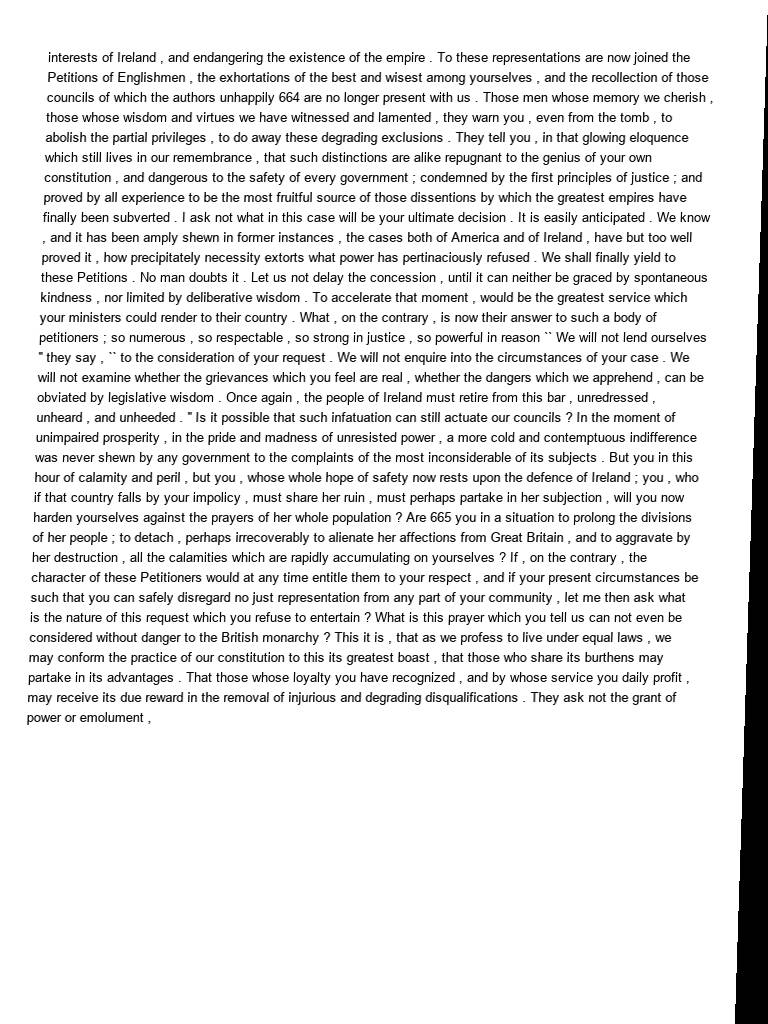 interests of Ireland , and endangering the existence of the empire . To these representations are now joined the
Petitions of Englishmen , the exhortations of the best and wisest among yourselves , and the recollection of those
councils of which the authors unhappily 664 are no longer present with us . Those men whose memory we cherish ,
those whose wisdom and virtues we have witnessed and lamented , they warn you , even from the tomb , to
abolish the partial privileges , to do away these degrading exclusions . They tell you , in that glowing eloquence
which still lives in our remembrance , that such distinctions are alike repugnant to the genius of your own
constitution , and dangerous to the safety of every government ; condemned by the first principles of justice ; and
proved by all experience to be the most fruitful source of those dissentions by which the greatest empires have
finally been subverted . I ask not what in this case will be your ultimate decision . It is easily anticipated . We know
, and it has been amply shewn in former instances , the cases both of America and of Ireland , have but too well
proved it , how precipitately necessity extorts what power has pertinaciously refused . We shall finally yield to
these Petitions . No man doubts it . Let us not delay the concession , until it can neither be graced by spontaneous
kindness , nor limited by deliberative wisdom . To accelerate that moment , would be the greatest service which
your ministers could render to their country . What , on the contrary , is now their answer to such a body of
petitioners ; so numerous , so respectable , so strong in justice , so powerful in reason `` We will not lend ourselves
" they say , `` to the consideration of your request . We will not enquire into the circumstances of your case . We
will not examine whether the grievances which you feel are real , whether the dangers which we apprehend , can be
obviated by legislative wisdom . Once again , the people of Ireland must retire from this bar , unredressed ,
unheard , and unheeded . " Is it possible that such infatuation can still actuate our councils ? In the moment of
unimpaired prosperity , in the pride and madness of unresisted power , a more cold and contemptuous indifference
was never shewn by any government to the complaints of the most inconsiderable of its subjects . But you in this
hour of calamity and peril , but you , whose whole hope of safety now rests upon the defence of Ireland ; you , who
if that country falls by your impolicy , must share her ruin , must perhaps partake in her subjection , will you now
harden yourselves against the prayers of her whole population ? Are 665 you in a situation to prolong the divisions
of her people ; to detach , perhaps irrecoverably to alienate her affections from Great Britain , and to aggravate by
her destruction , all the calamities which are rapidly accumulating on yourselves ? If , on the contrary , the
character of these Petitioners would at any time entitle them to your respect , and if your present circumstances be
such that you can safely disregard no just representation from any part of your community , let me then ask what
is the nature of this request which you refuse to entertain ? What is this prayer which you tell us can not even be
considered without danger to the British monarchy ? This it is , that as we profess to live under equal laws , we
may conform the practice of our constitution to this its greatest boast , that those who share its burthens may
partake in its advantages . That those whose loyalty you have recognized , and by whose service you daily profit ,
may receive its due reward in the removal of injurious and degrading disqualifications . They ask not the grant of
power or emolument ,